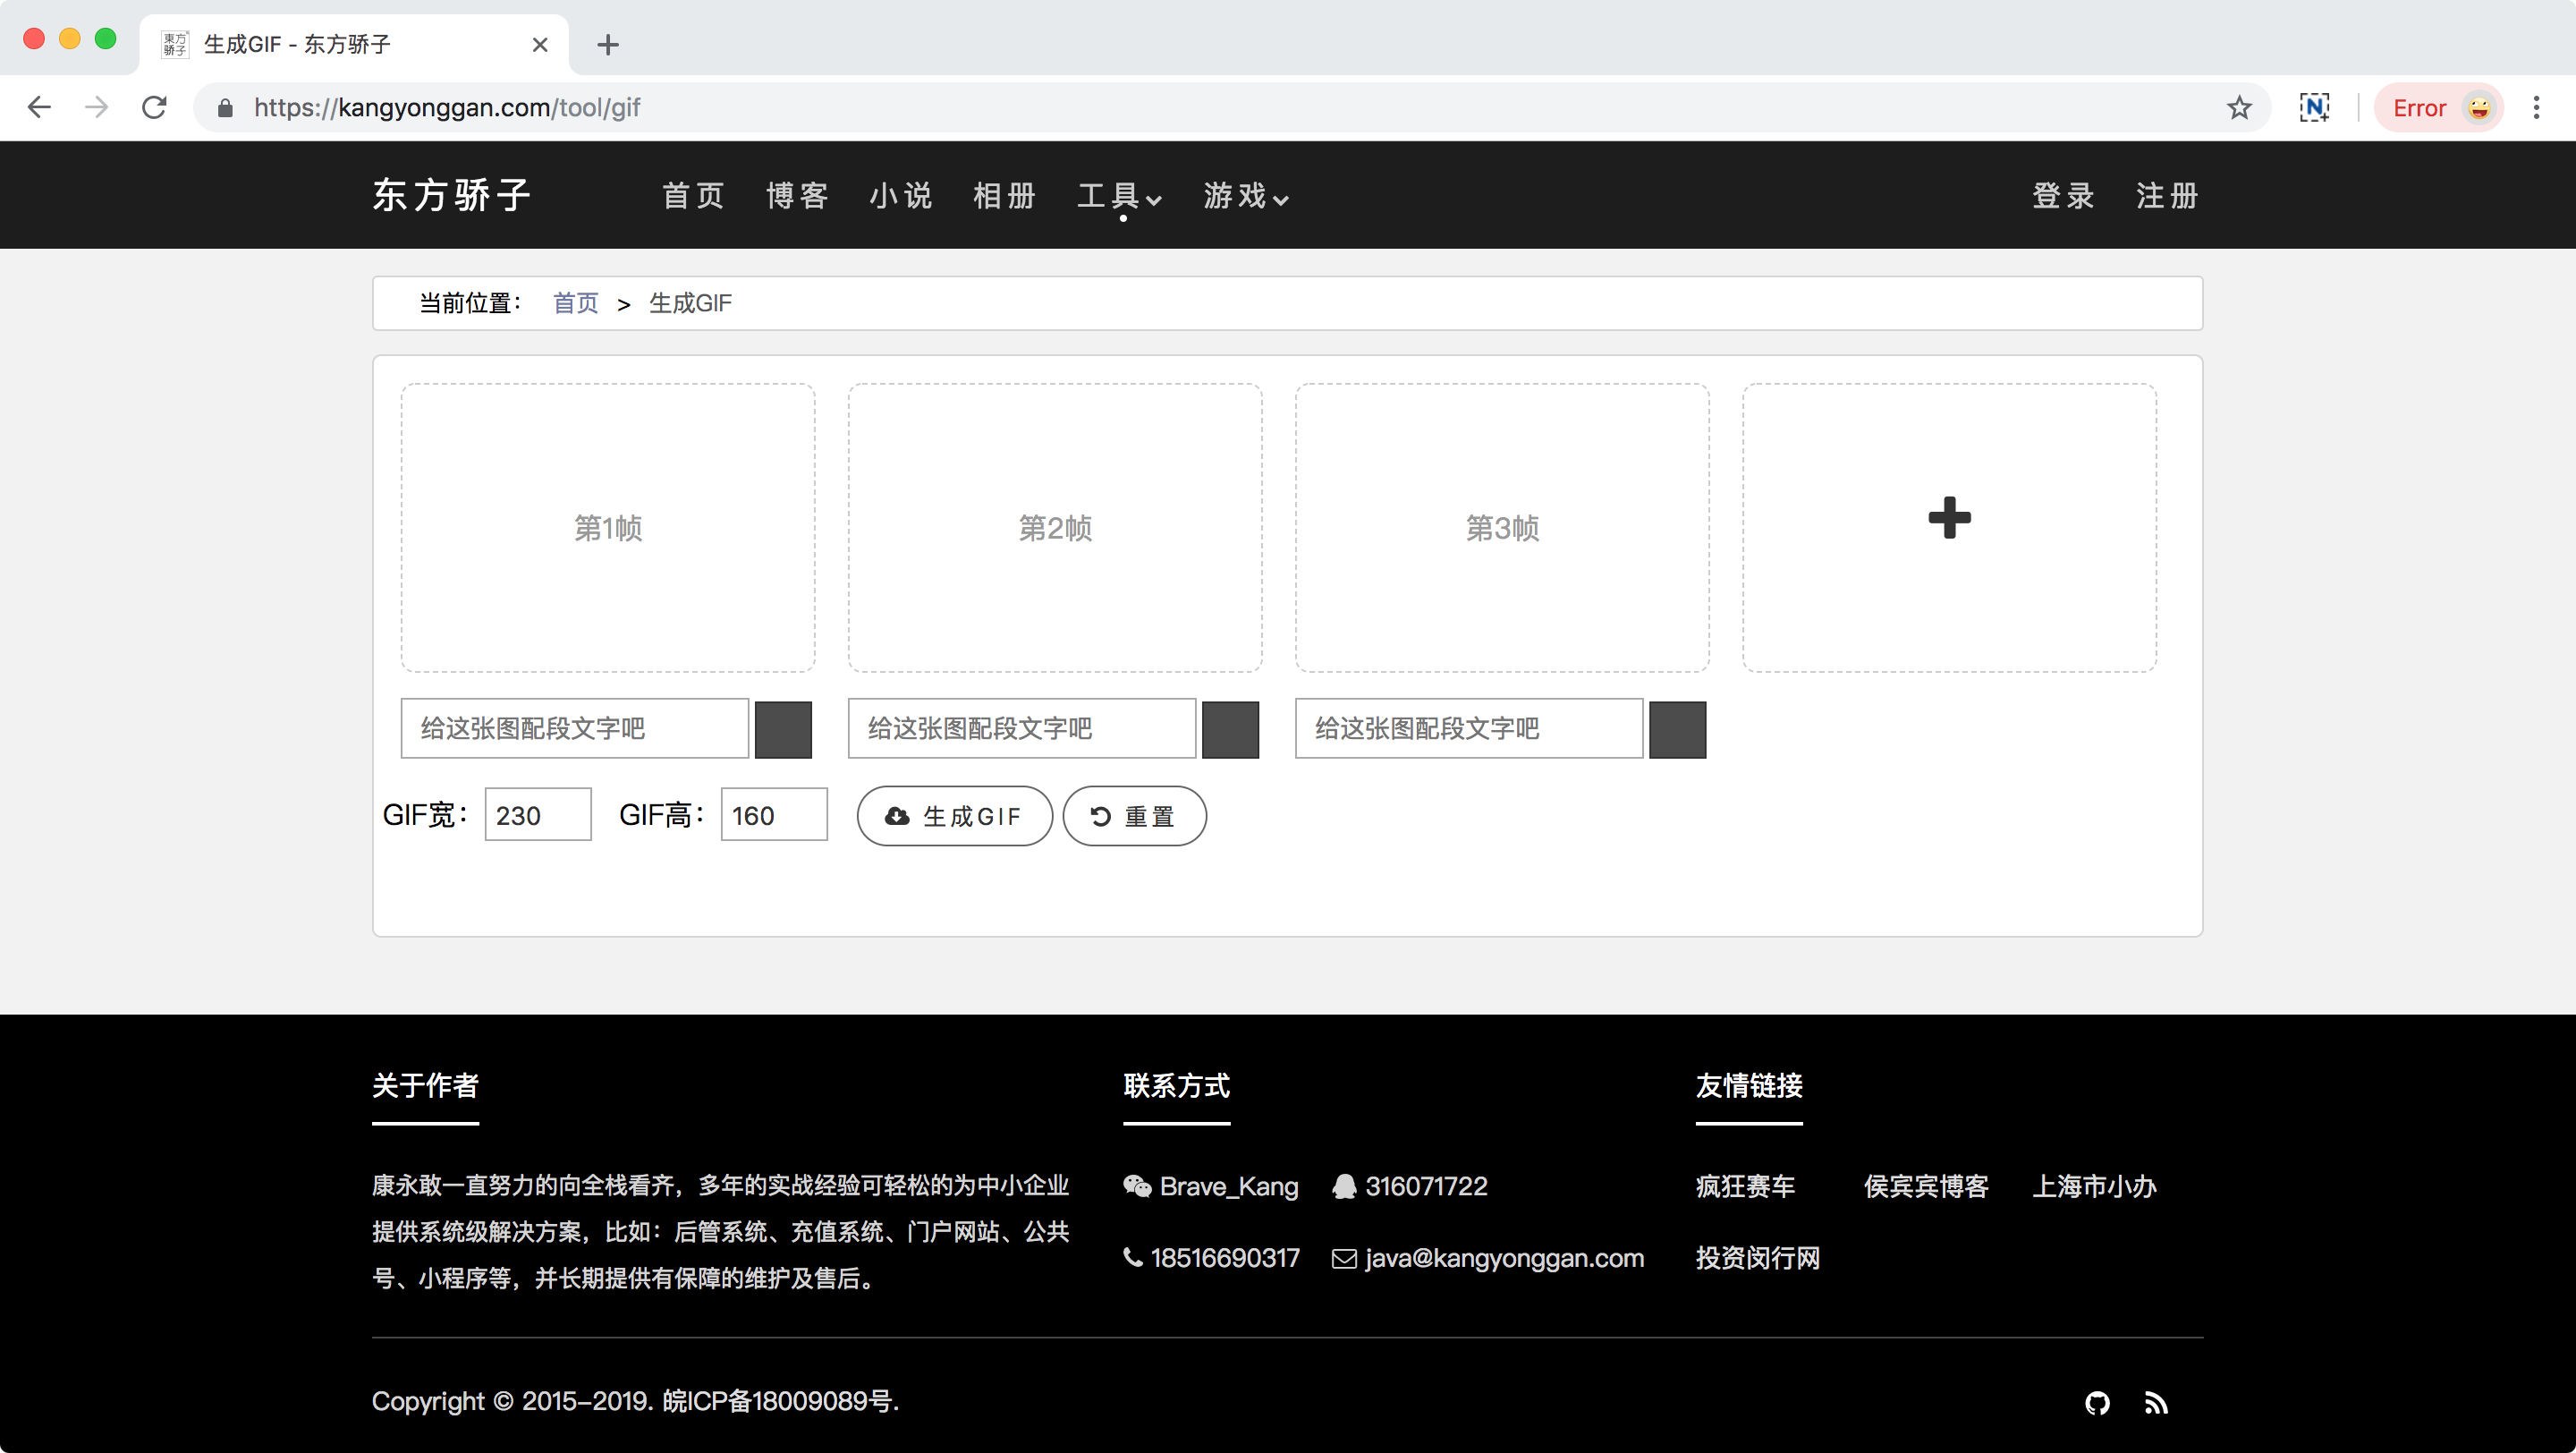 東方
骄子
生成GIF - 东方骄子
https://kangyonggan.com/tool/gif
N
Error
东方骄子 首页 博客 小说 相册 工具 游戏 登录 注册
当前位置： 首页 > 生成GIF
第1帧 第2帧 第3帧
给这张图配段文字吧 给这张图配段文字吧 给这张图配段文字吧
GIF宽： 230 GIF高： 160 生成GIF 重置
关于作者
康永敢一直努力的向全栈看齐，多年的实战经验可轻松的为中小企业
提供系统级解决方案，比如：后管系统、充值系统、门户网站、公共
号、小程序等，并长期提供有保障的维护及售后。
联系方式
Brave_Kang 316071722
18516690317 java@kangyonggan.com
友情链接
疯狂赛车 侯宾宾博客 上海市小办
投资闵行网
Copyright © 2015-2019. 皖ICP备18009089号.